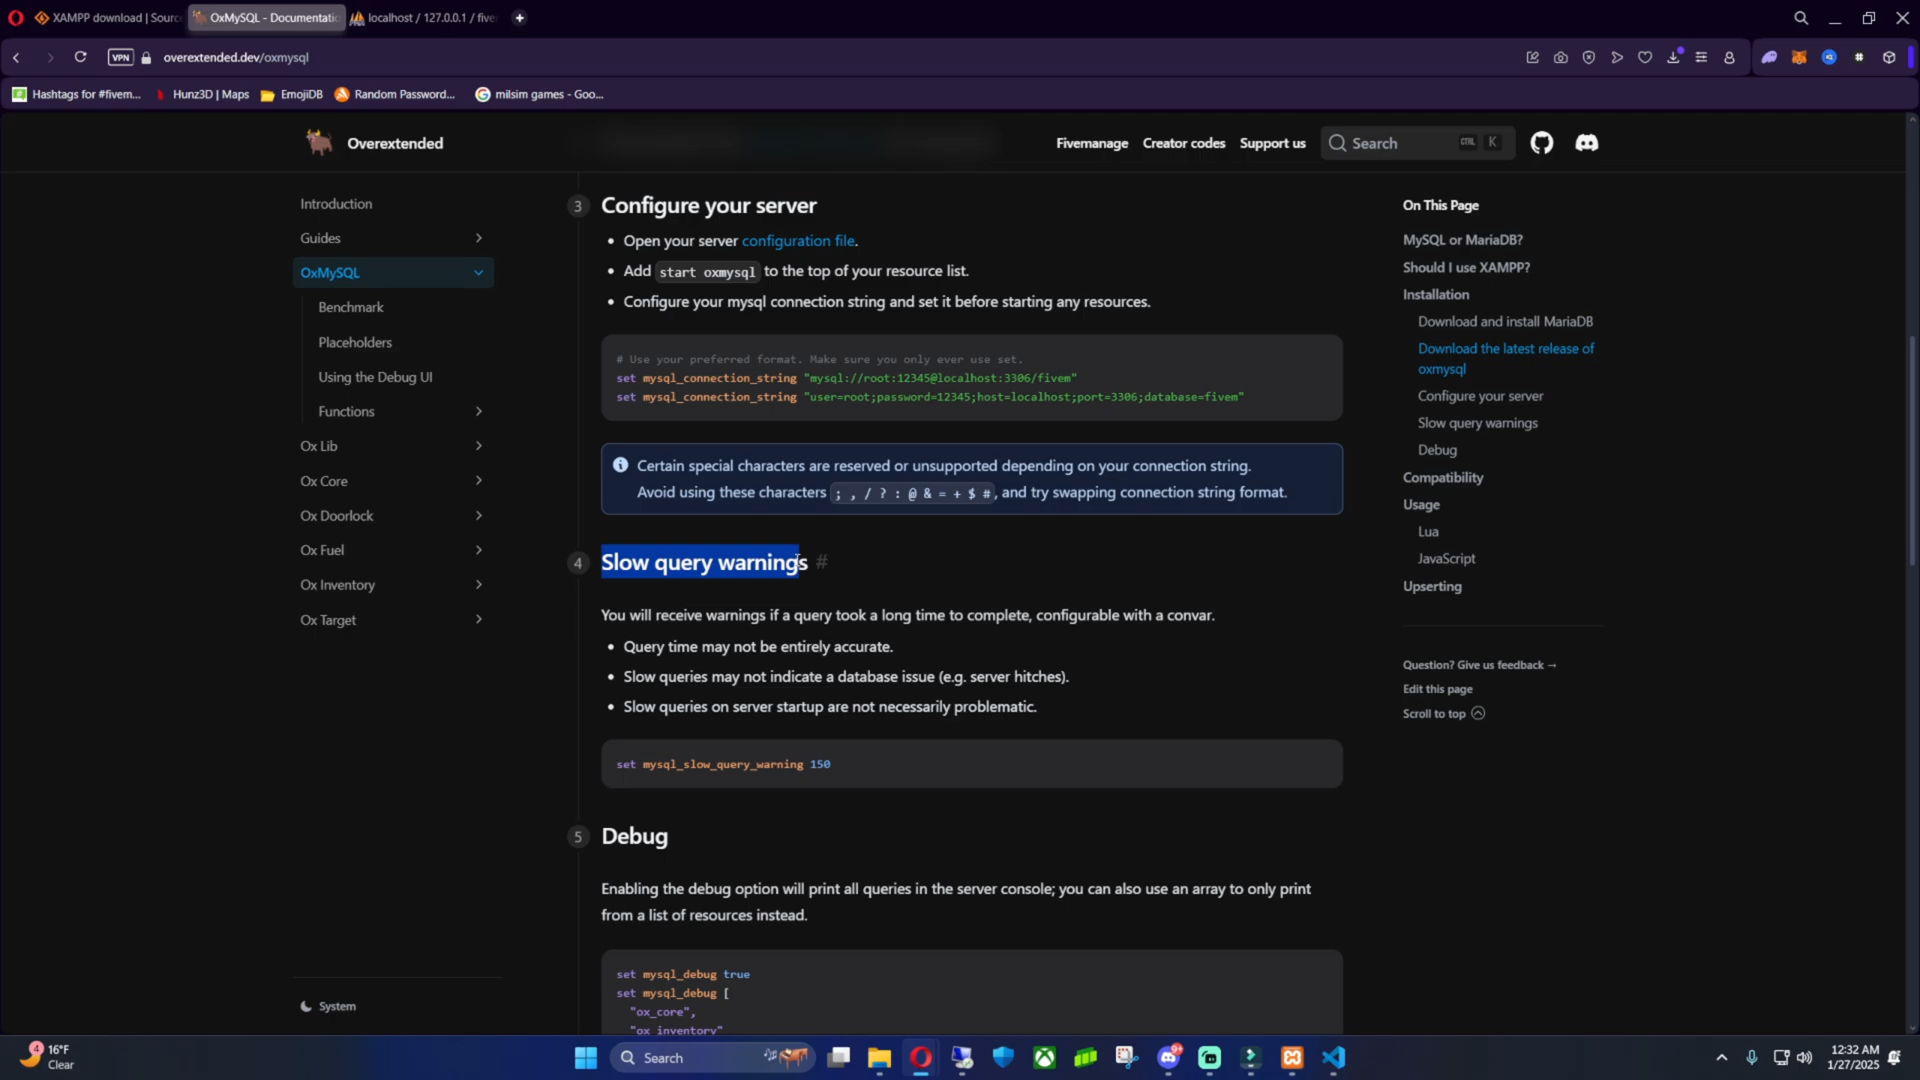 XAMPP download | Sourc
OxMySQL - Documentatio
localhost / 127.0.0.1 / five
VPN
overextended.dev/oxmysql
Hashtags for #fivem...
Hunz3D | Maps
EmojiDB
Random Password...
milsim games - Goo...
Overextended
Fivemanage
Creator codes
Support us
Search
CTRL K
Introduction
Guides
OxMySQL
Benchmark
Placeholders
Using the Debug UI
Functions
Ox Lib
Ox Core
Ox Doorlock
Ox Fuel
Ox Inventory
Ox Target
System
3 Configure your server
• Open your server configuration file.
• Add start oxmysql to the top of your resource list.
• Configure your mysql connection string and set it before starting any resources.
# Use your preferred format. Make sure you only ever use set.
set mysql_connection_string "mysql://root:12345@localhost:3306/fivem"
set mysql_connection_string "user=root;password=12345;host=localhost;port=3306;database=fivem"
Certain special characters are reserved or unsupported depending on your connection string.
Avoid using these characters ; , / ? : @ & = + $ #, and try swapping connection string format.
4 Slow query warnings #
You will receive warnings if a query took a long time to complete, configurable with a convar.
• Query time may not be entirely accurate.
• Slow queries may not indicate a database issue (e.g. server hitches).
• Slow queries on server startup are not necessarily problematic.
set mysql_slow_query_warning 150
5 Debug
Enabling the debug option will print all queries in the server console; you can also use an array to only print
from a list of resources instead.
set mysql_debug true
set mysql_debug [
"ox_core",
"ox_inventory"
On This Page
MySQL or MariaDB?
Should I use XAMPP?
Installation
Download and install MariaDB
Download the latest release of
oxmysql
Configure your server
Slow query warnings
Debug
Compatibility
Usage
Lua
JavaScript
Upserting
Question? Give us feedback →
Edit this page
Scroll to top
4
16°F
Clear
Search
9+
12:32 AM
1/27/2025